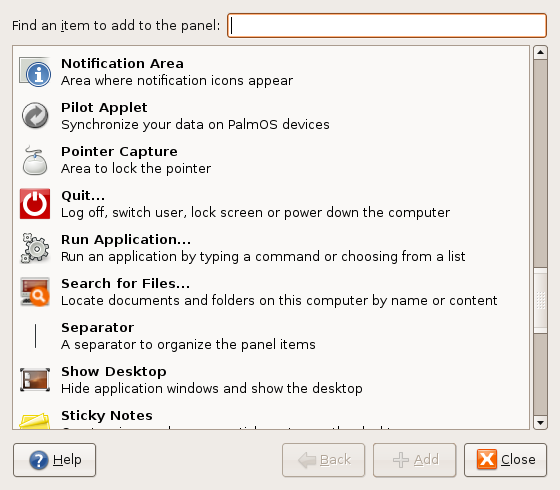 Find an item to add to the panel:
Notification Area
Area where notification icons appear
Pilot Applet
Synchronize your data on PalmOS devices
Pointer Capture
Area to lock the pointer
Quit...
Log off, switch user, lock screen or power down the computer
Run Application...
Run an application by typing a command or choosing from a list
Search for Files...
Locate documents and folders on this computer by name or content
Separator
A separator to organize the panel items
Show Desktop
Hide application windows and show the desktop
Sticky Notes
Help Back Add Close